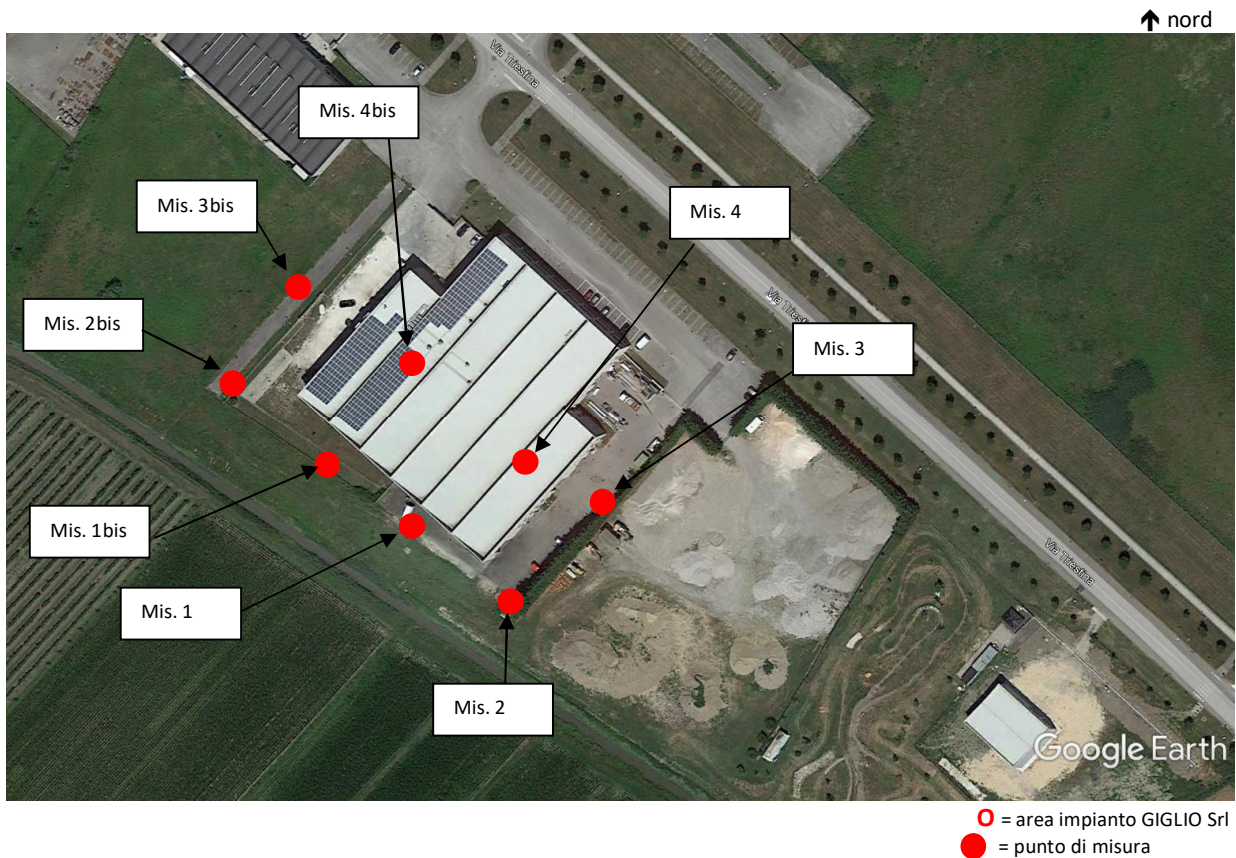 ↑ nord
Via Triestina
Mis. 4bis
Mis. 3bis
Mis. 4
Mis. 2bis
Via Triestina
Mis. 3
Mis. 1bis
Via Triestina
Mis. 1
Mis. 2
Google Earth
O = area impianto GIGLIO Srl
= punto di misura